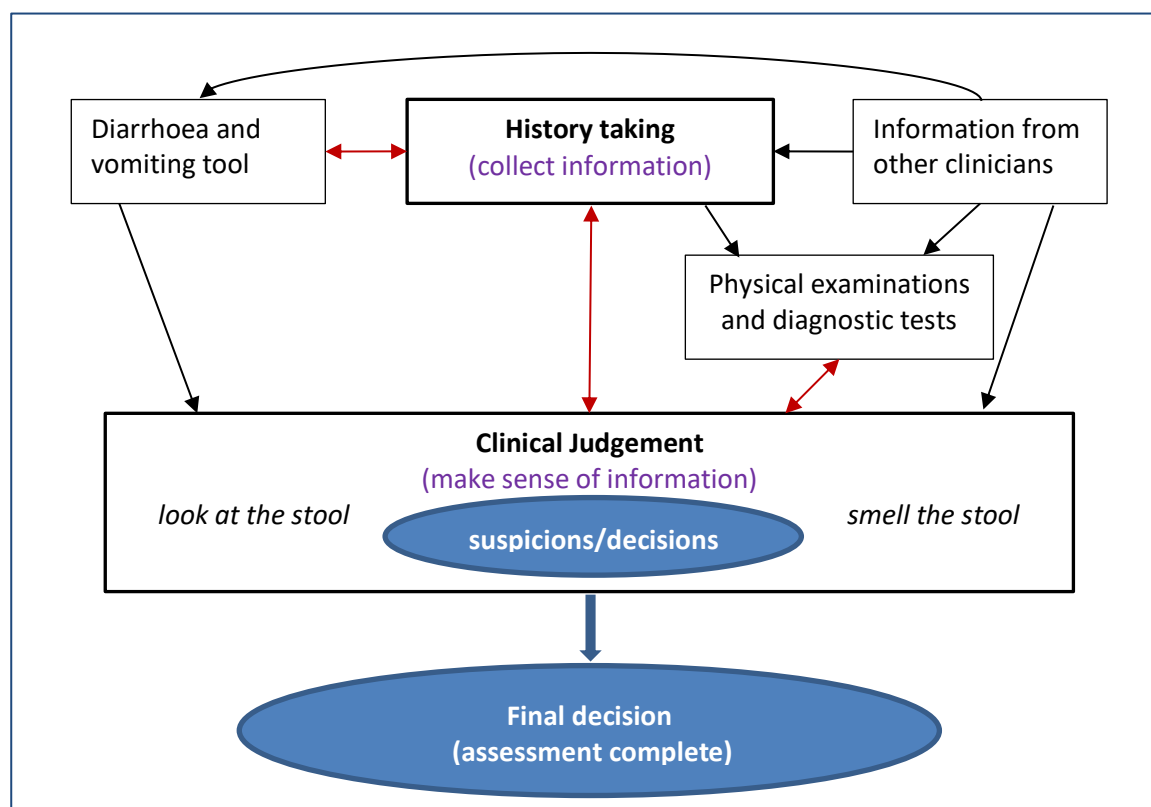 Diarrhoea and
vomiting tool
History taking
(collect information)
Information from
other clinicians
Physical examinations
and diagnostic tests
Clinical Judgement
(make sense of information)
look at the stool
suspicions/decisions
smell the stool
Final decision
(assessment complete)